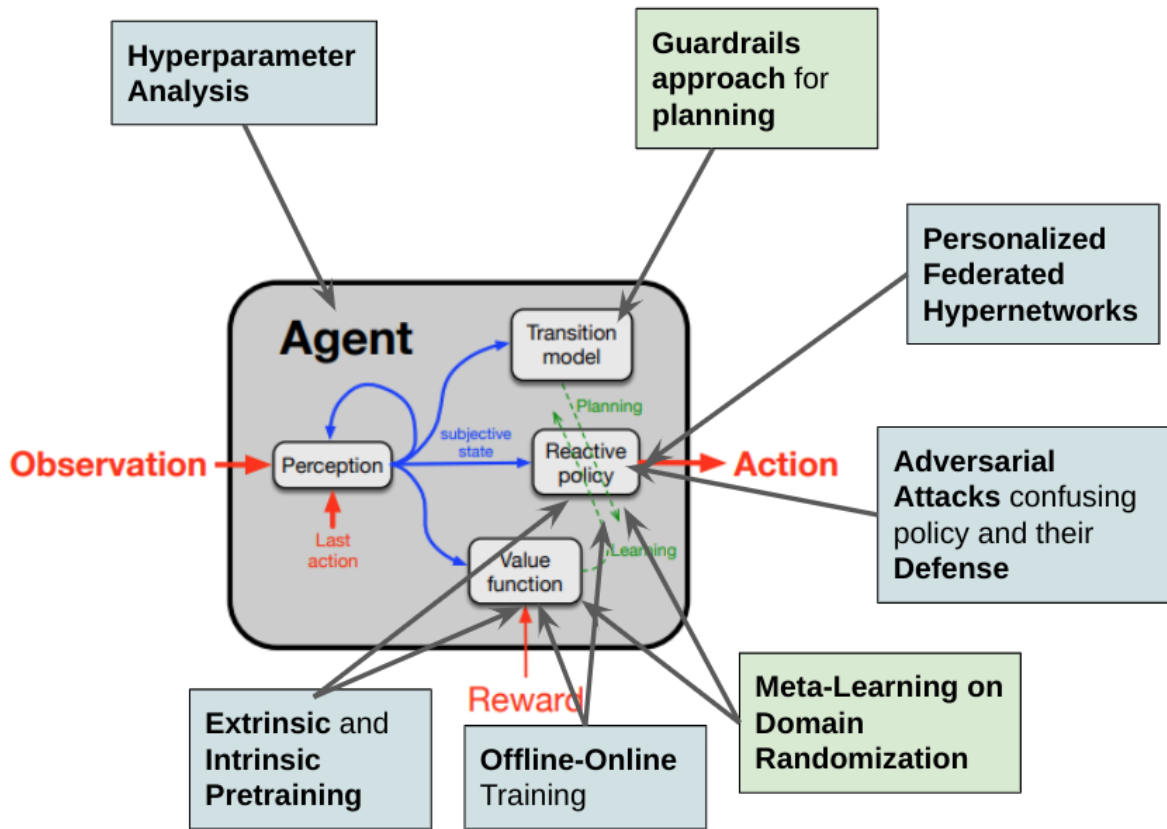 Hyperparameter
Analysis
Guardrails
approach for
planning
Personalized
Federated
Hypernetworks
Agent
Transition
model
Planning
subjective
state
Observation
Perception
Reactive
policy
Action
Last
action
Learning
Value
function
Adversarial
Attacks confusing
policy and their
Defense
Reward
Extrinsic and
Intrinsic
Pretraining
Offline-Online
Training
Meta-Learning on
Domain
Randomization